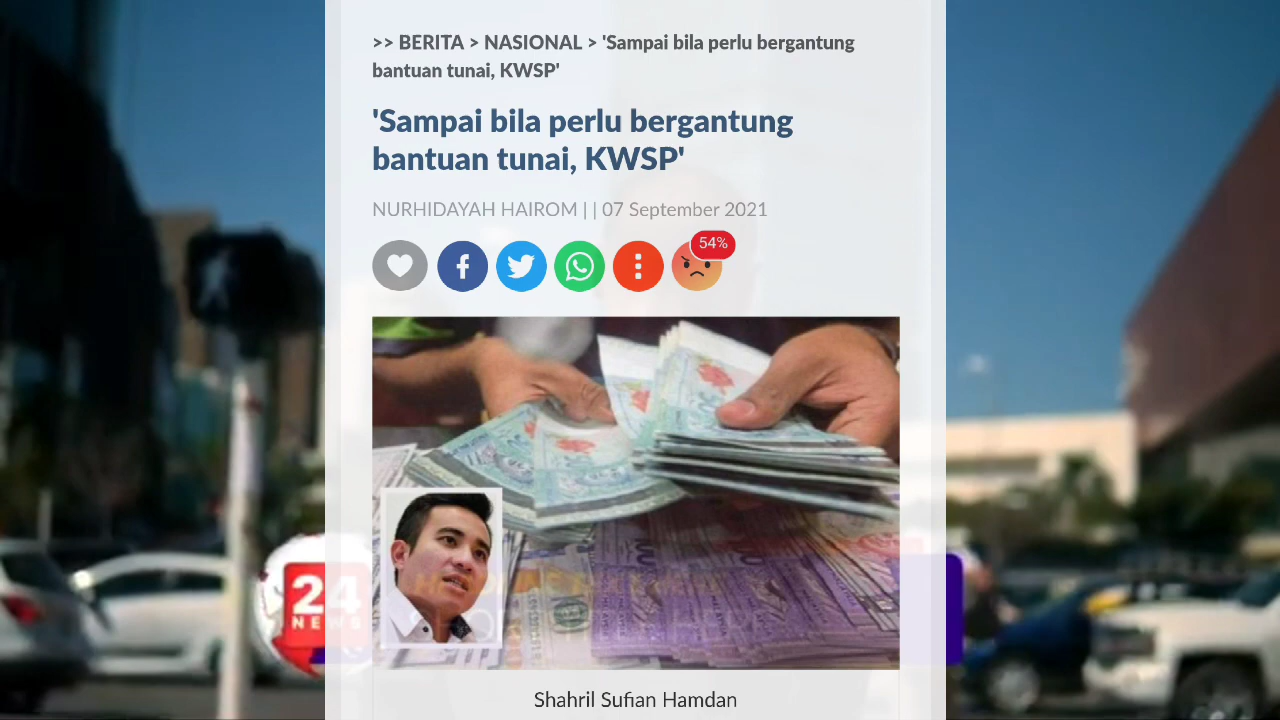 >> BERITA > NASIONAL > 'Sampai bila perlu bergantung
bantuan tunai, KWSP'
'Sampai bila perlu bergantung
bantuan tunai, KWSP'
NURHIDAYAH HAIROM | | 07 September 2021
54%
24
NEWS
Shahril Sufian Hamdan